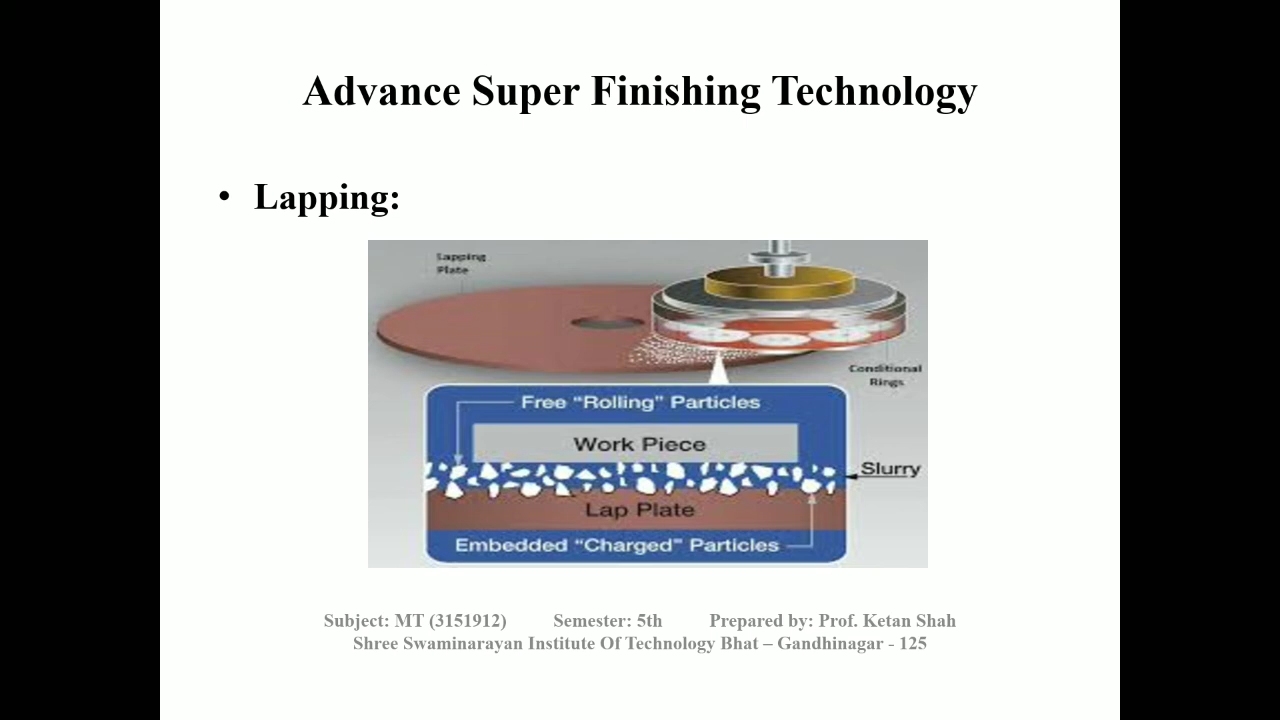 Advance Super Finishing Technology
• Lapping:
Lapping
Plate
Conditional
Rings
Free “Rolling” Particles
Work Piece
Slurry
Lap Plate
Embedded “Charged” Particles
Subject: MT (3151912) Semester: 5th Prepared by: Prof. Ketan Shah
Shree Swaminarayan Institute Of Technology Bhat – Gandhinagar - 125